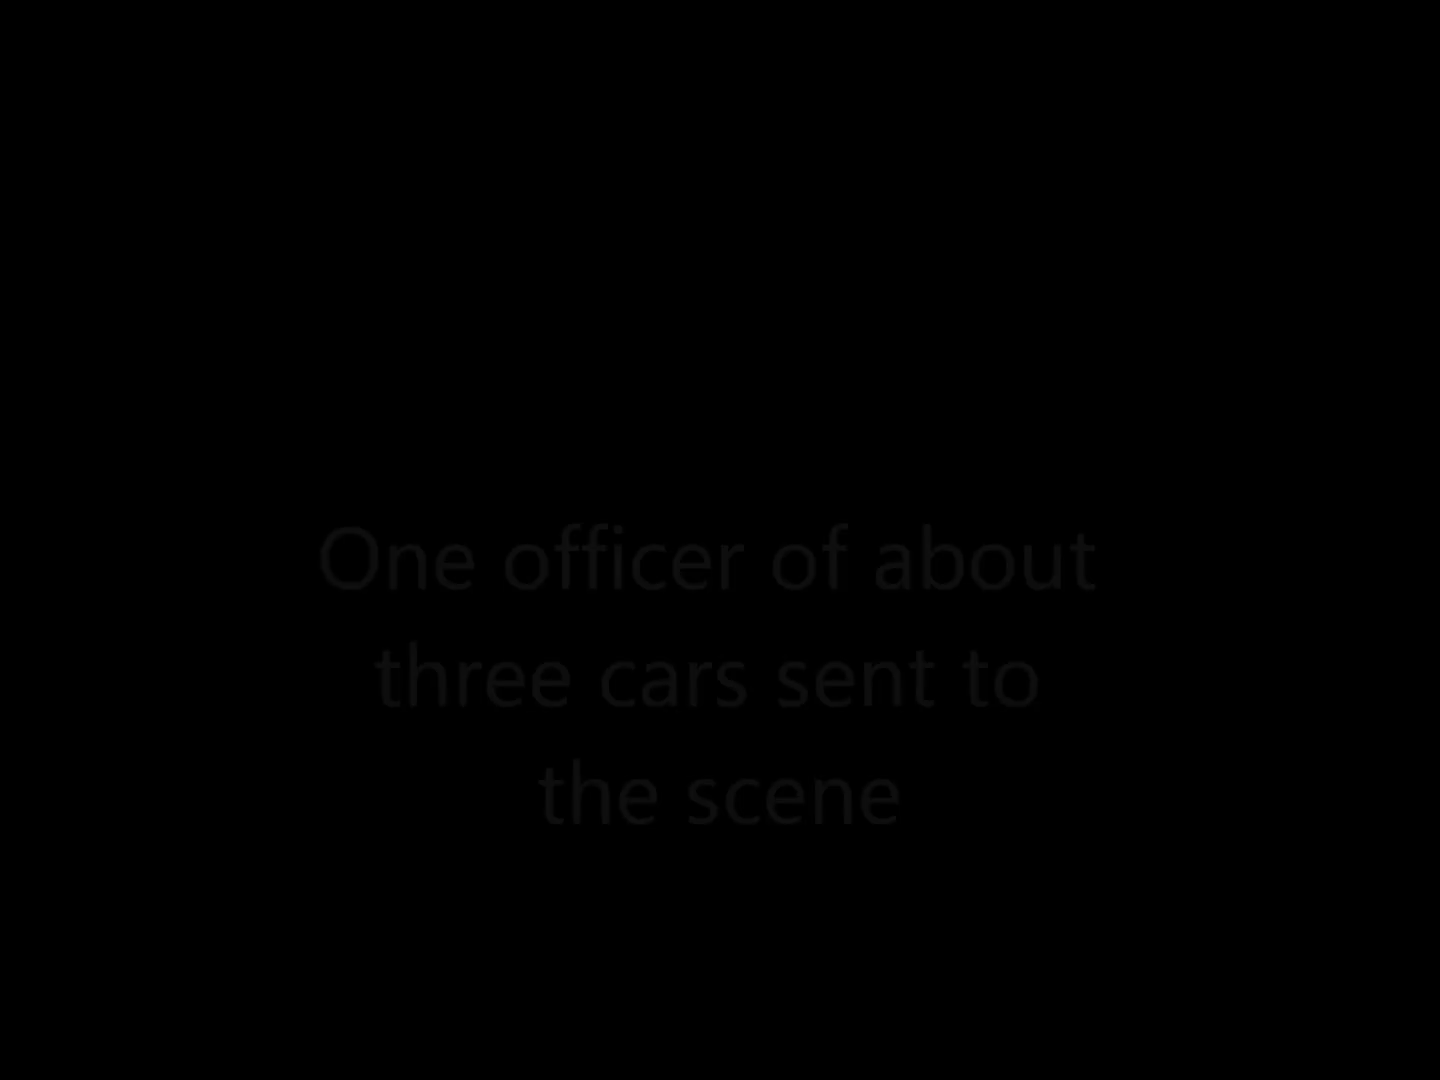 One officer of about
three cars sent to
the scene